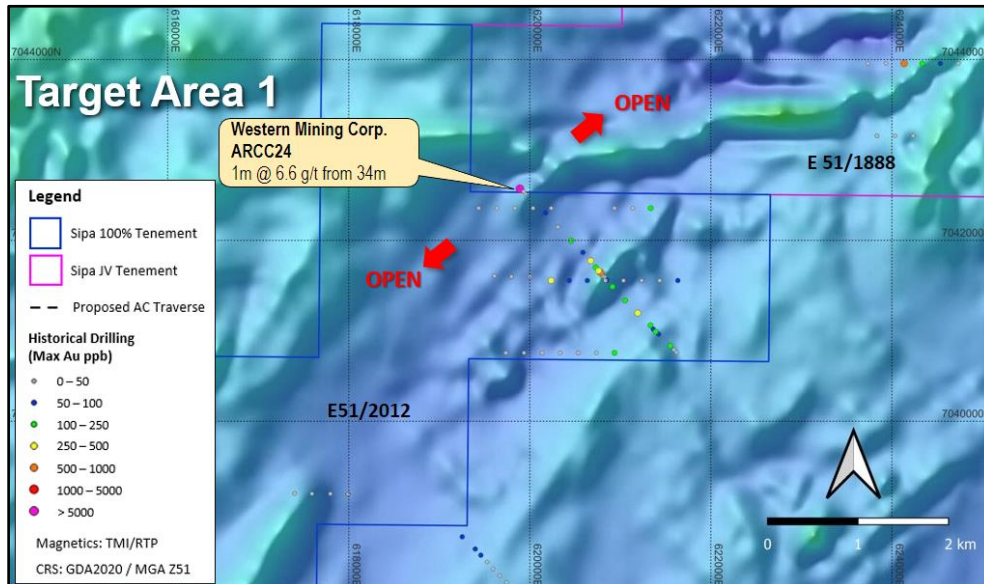 616000E
618000E
620000E
622000E
624000E
7044000N
7044000
Target Area 1
OPEN
Western Mining Corp.
ARCC24
1m @ 6.6 g/t from 34m
E 51/1888
Legend
Sipa 100% Tenement
Sipa JV Tenement
Proposed AC Traverse
Historical Drilling
(Max Au ppb)
0 – 50
50 – 100
100 – 250
250 – 500
500 – 1000
1000 – 5000
> 5000
Magnetics: TMI/RTP
CRS: GDA2020 / MGA Z51
7042000
OPEN
E51/2012
7040000
0 1 2 km
618000E
620000E
622000E